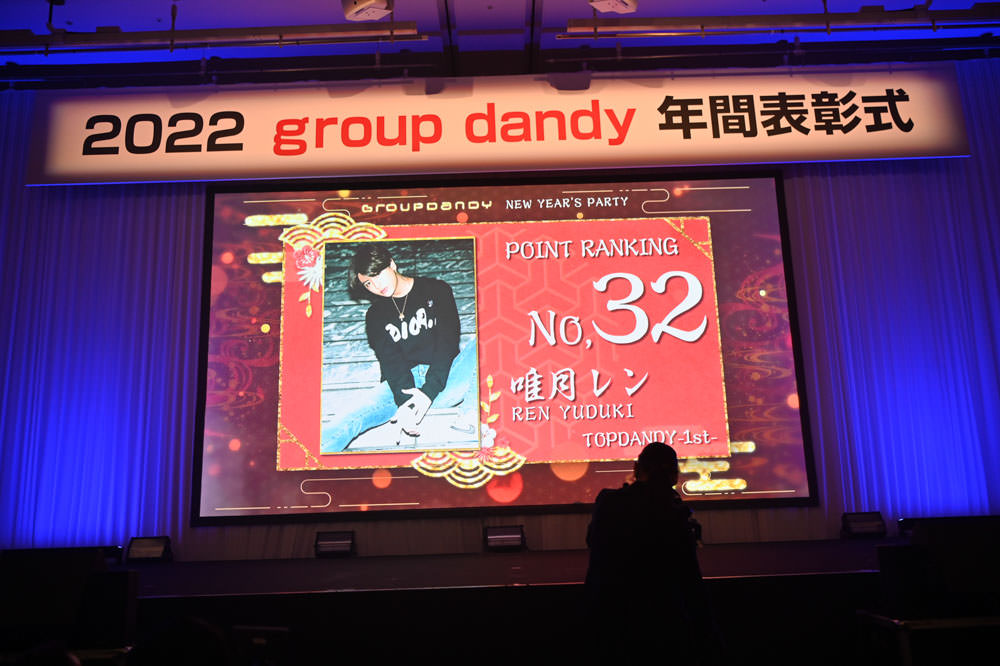 2022 group dandy 年間表彰式
GROUPDANDY NEW YEAR'S PARTY
POINT RANKING
No,32
唯月レン
REN YUDUKI
TOPDANDY-1st-
DIOR